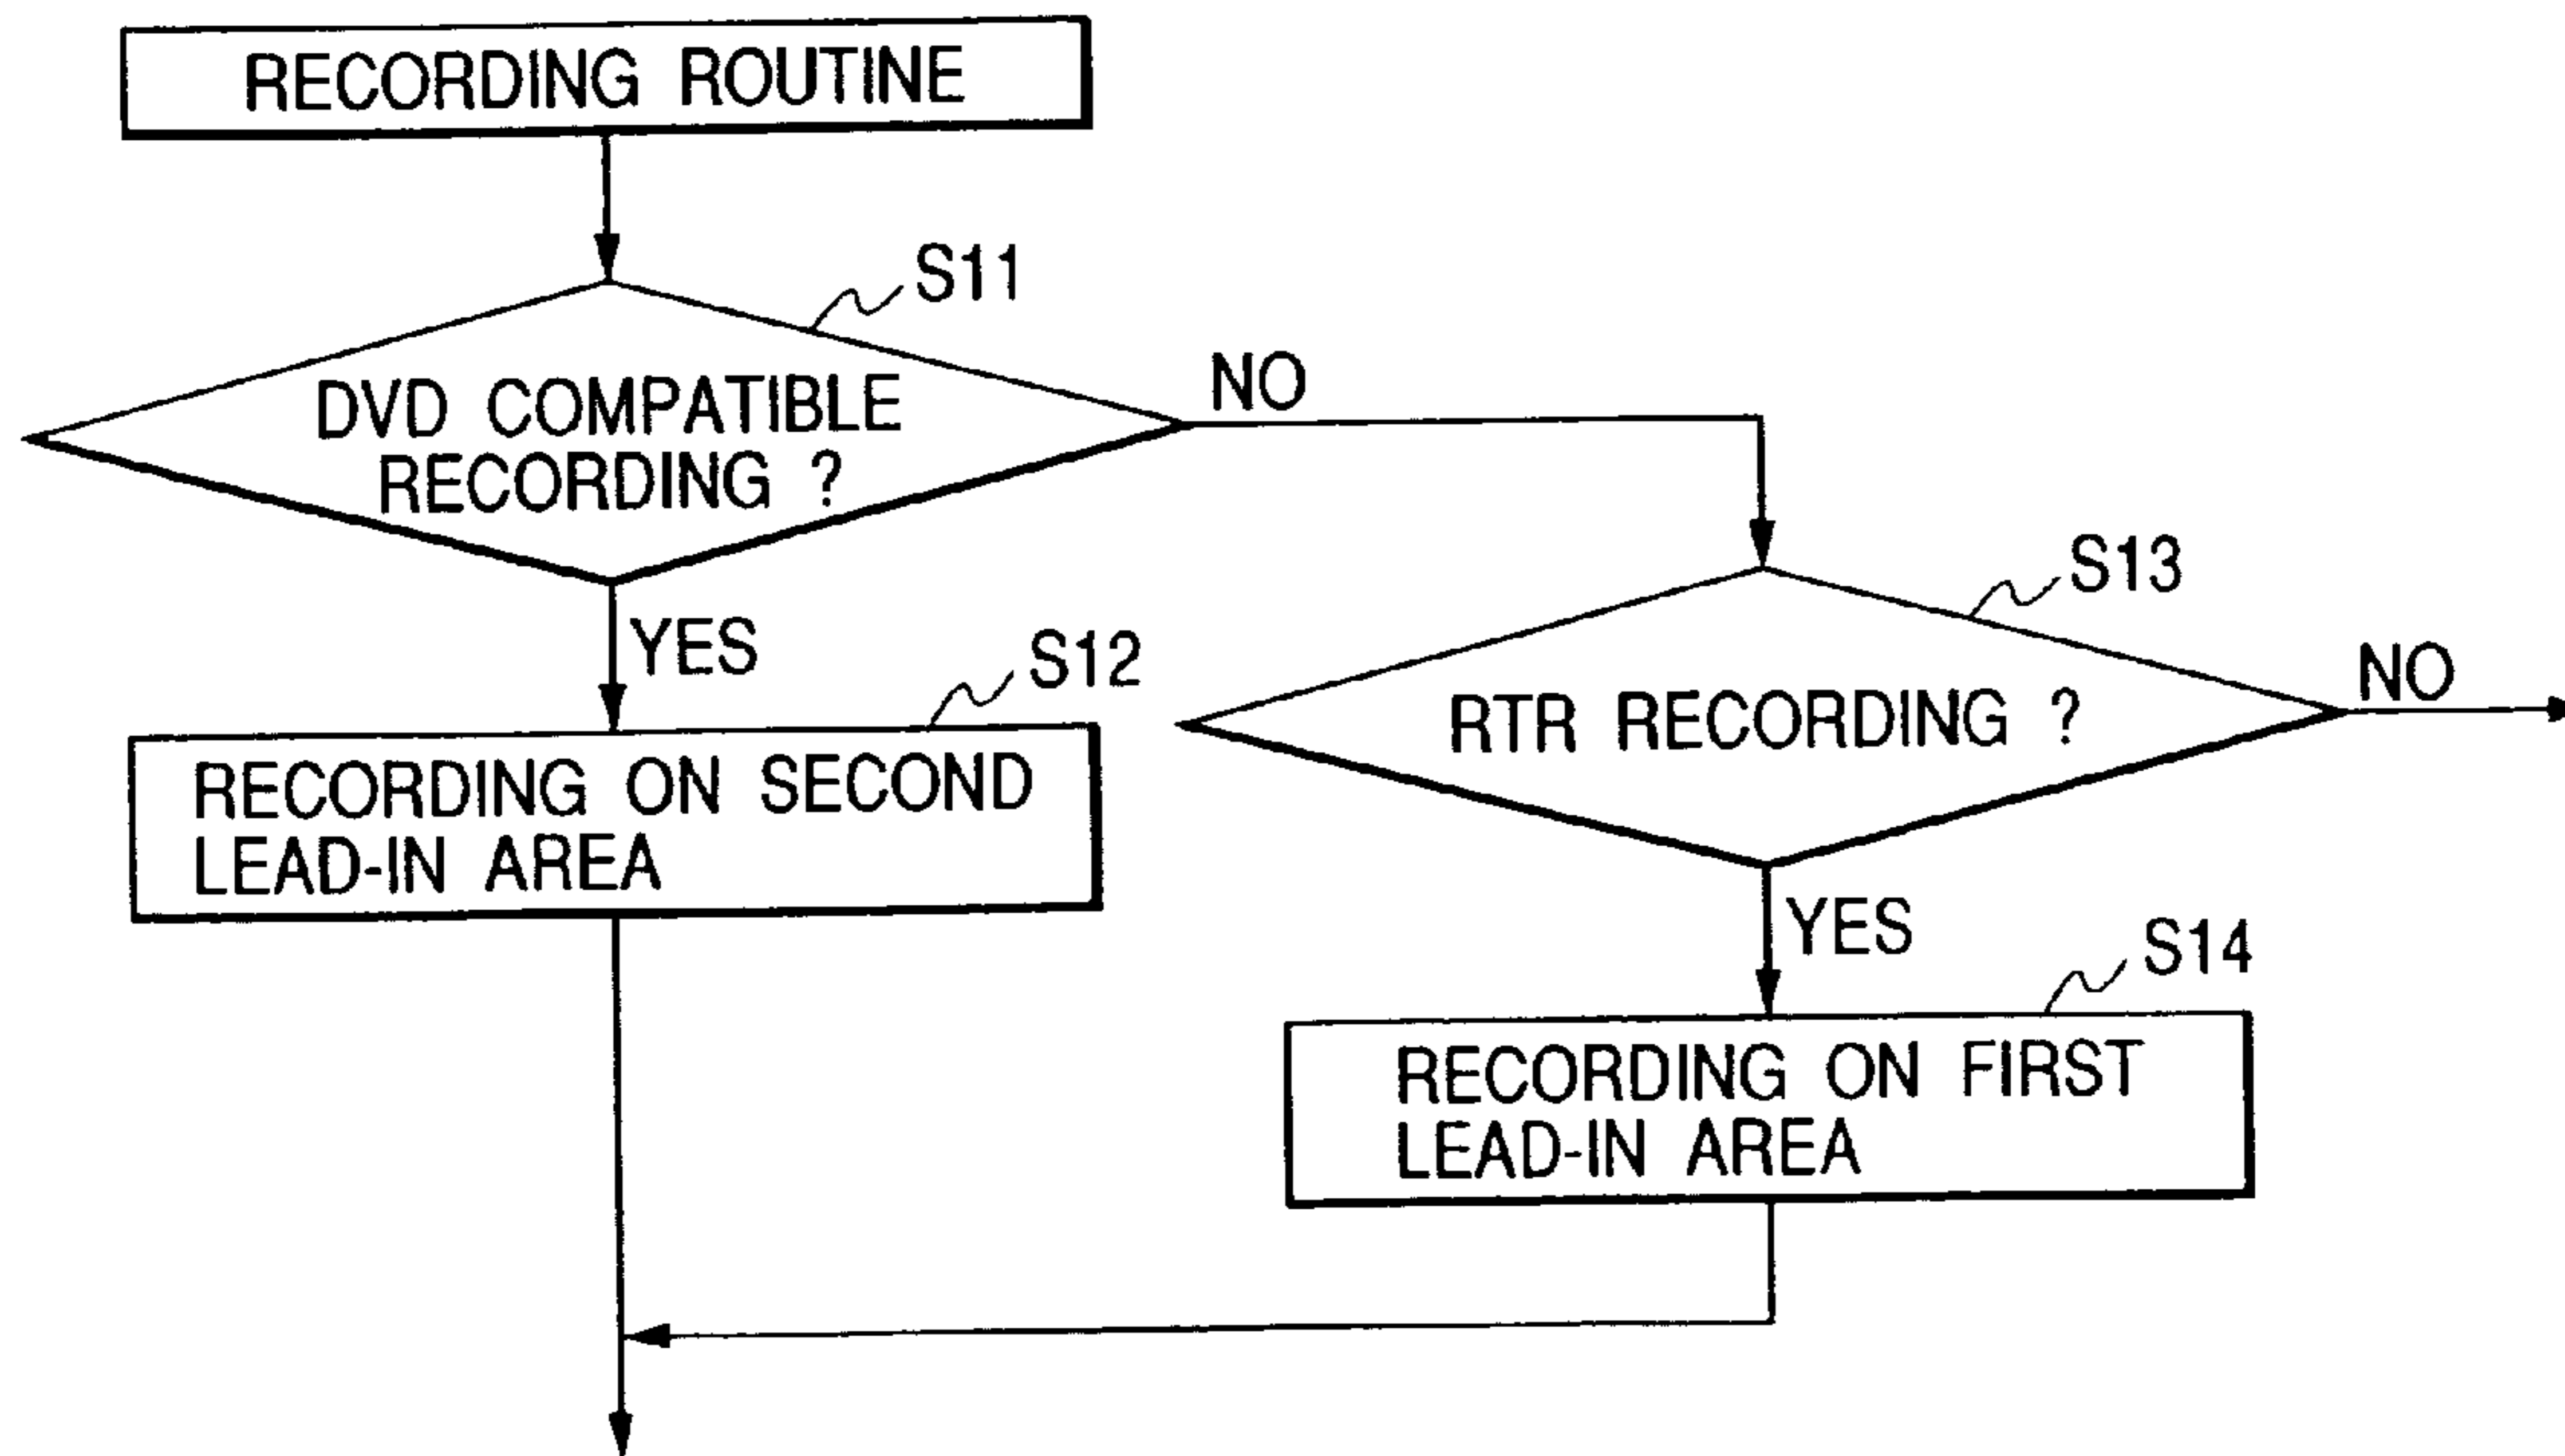 RECORDING ROUTINE
S11
DVD COMPATIBLE
RECORDING ?
NO
YES
S12
RECORDING ON SECOND
LEAD-IN AREA
S13
RTR RECORDING ?
NO
YES
S14
RECORDING ON FIRST
LEAD-IN AREA